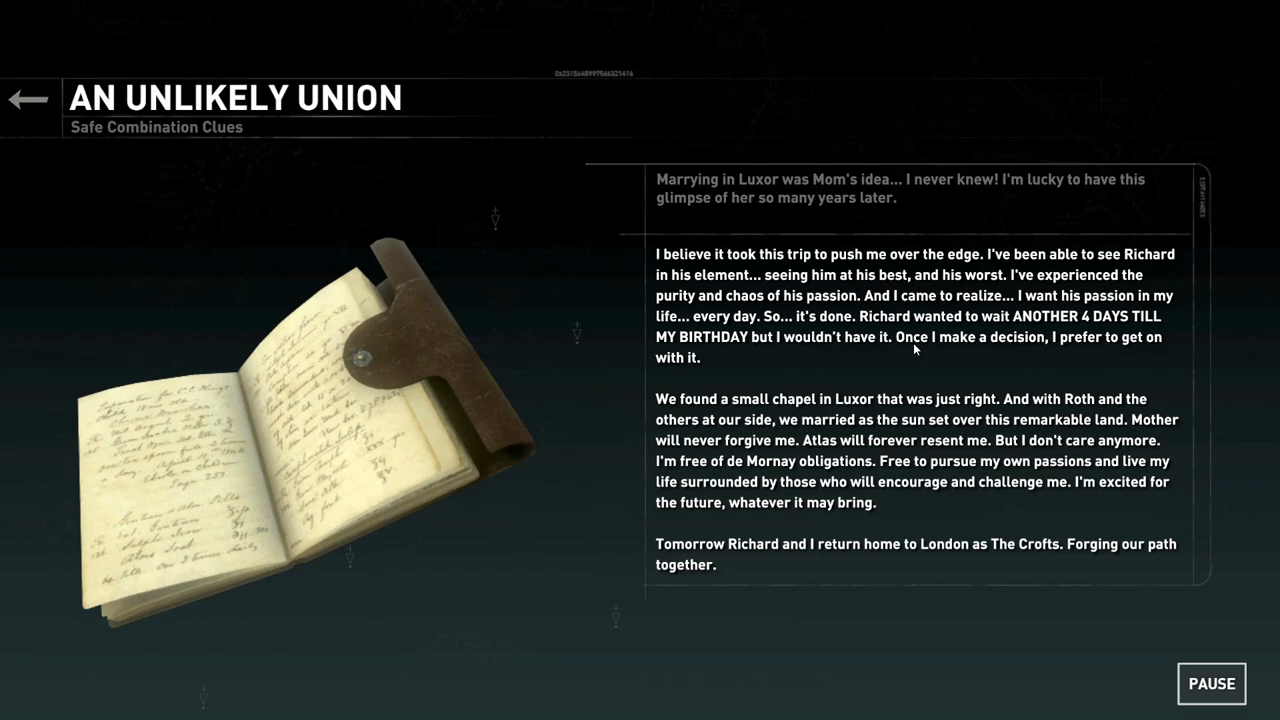 0x2315648997566321416
AN UNLIKELY UNION
Safe Combination Clues
Marrying in Luxor was Mom's idea... I never knew! I'm lucky to have this
glimpse of her so many years later.
I believe it took this trip to push me over the edge. I've been able to see Richard
in his element... seeing him at his best, and his worst. I've experienced the
purity and chaos of his passion. And I came to realize... I want his passion in my
life... every day. So... it's done. Richard wanted to wait ANOTHER 4 DAYS TILL
MY BIRTHDAY but I wouldn't have it. Once I make a decision, I prefer to get on
with it.
We found a small chapel in Luxor that was just right. And with Roth and the
others at our side, we married as the sun set over this remarkable land. Mother
will never forgive me. Atlas will forever resent me. But I don't care anymore.
I'm free of de Mornay obligations. Free to pursue my own passions and live my
life surrounded by those who will encourage and challenge me. I'm excited for
the future, whatever it may bring.
Tomorrow Richard and I return home to London as The Crofts. Forging our path
together.
PAUSE